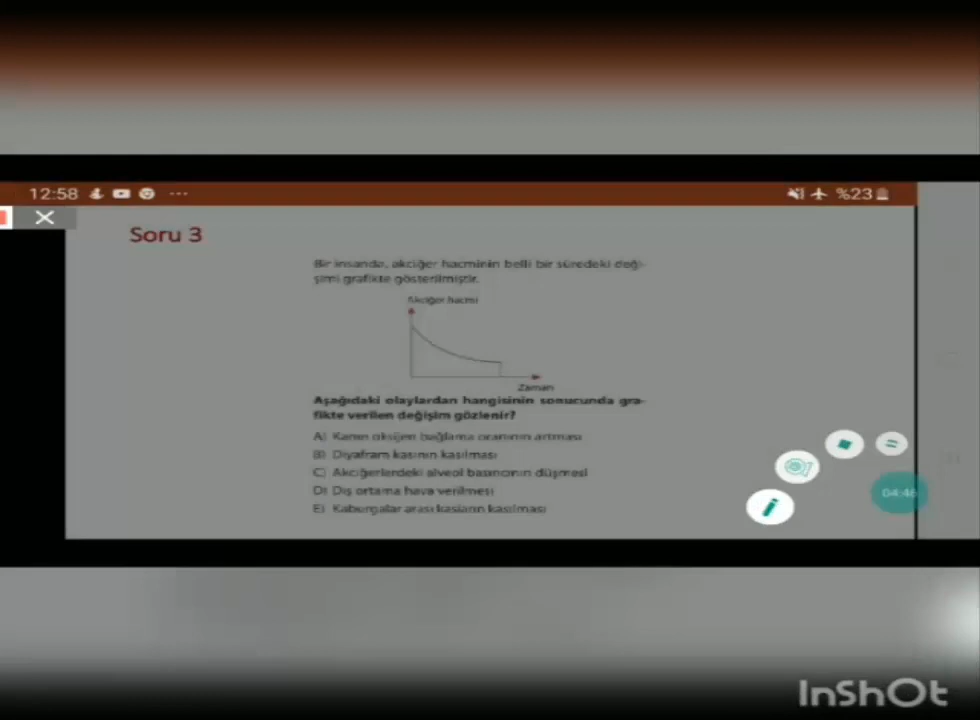 12:58
%23
Soru 3
Bir insanda, akciğer hacminin belli bir süredeki deği-
şimi grafikte gösterilmiştir.
Akciğer hacmi
Zaman
Aşağıdaki olaylardan hangisinin sonucunda gra-
fikte verilen değişim gözlenir?
A) Kanın oksijen bağlama oranının artması
B) Diyafram kasının kasılması
C) Akciğerlerdeki alveol basıncının düşmesi
D) Dış ortama hava verilmesi
E) Kaburgalar arası kasların kasılması
04:46
InShOt